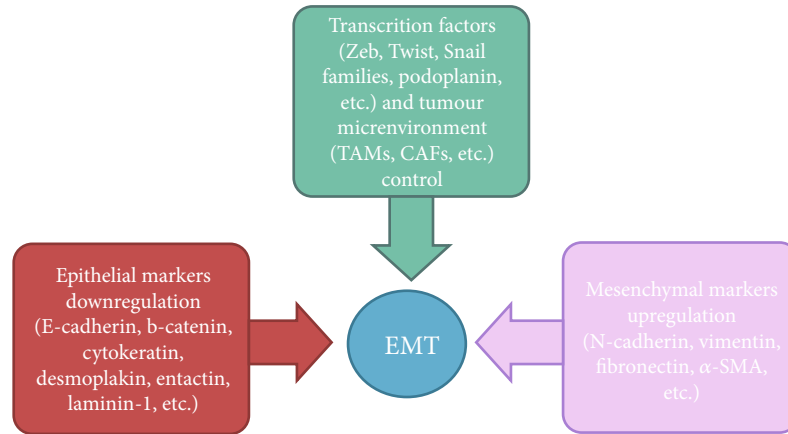 Transcrition factors
(Zeb, Twist, Snail
families, podoplanin,
etc.) and tumour
micrenvironment
(TAMs, CAFs, etc.)
control
Epithelial markers
downregulation
(E-cadherin, b-catenin,
cytokeratin,
desmoplakin, entactin,
laminin-1, etc.)
EMT
Mesenchymal markers
upregulation
(N-cadherin, vimentin,
fibronectin, α-SMA,
etc.)